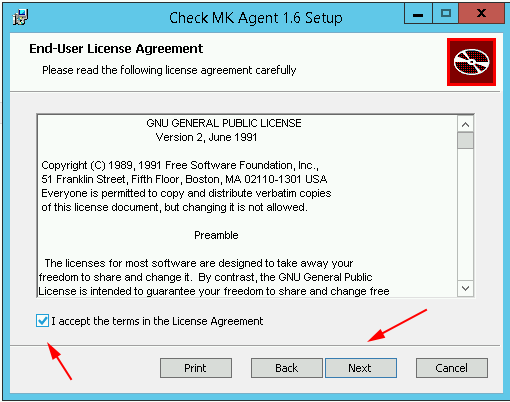 Check MK Agent 1.6 Setup
End-User License Agreement
Please read the following license agreement carefully
GNU GENERAL PUBLIC LICENSE
Version 2, June 1991
Copyright (C) 1989, 1991 Free Software Foundation, Inc.,
51 Franklin Street, Fifth Floor, Boston, MA 02110-1301 USA
Everyone is permitted to copy and distribute verbatim copies
of this license document, but changing it is not allowed.
Preamble
The licenses for most software are designed to take away your
freedom to share and change it. By contrast, the GNU General Public
License is intended to guarantee your freedom to share and change free
I accept the terms in the License Agreement
Print
Back
Next
Cancel